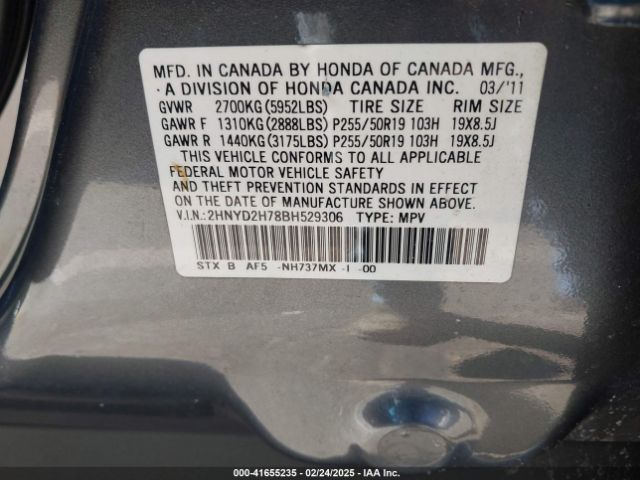 MFD. IN CANADA BY HONDA OF CANADA MFG.,
A DIVISION OF HONDA CANADA INC. 03/'11
GVWR 2700KG(5952LBS) TIRE SIZE RIM SIZE
GAWR F 1310KG(2888LBS) P255/50R19 103H 19X8.5J
GAWR R 1440KG(3175LBS) P255/50R19 103H 19X8.5J
THIS VEHICLE CONFORMS TO ALL APPLICABLE
FEDERAL MOTOR VEHICLE SAFETY
AND THEFT PREVENTION STANDARDS IN EFFECT
ON THE DATE OF MANUFACTURE SHOWN ABOVE.
V.I.N.:2HNYD2H78BH529306 TYPE: MPV
STX B AF5 -NH737MX -I -00
000-41655235 - 02/24/2025 - IAA Inc.